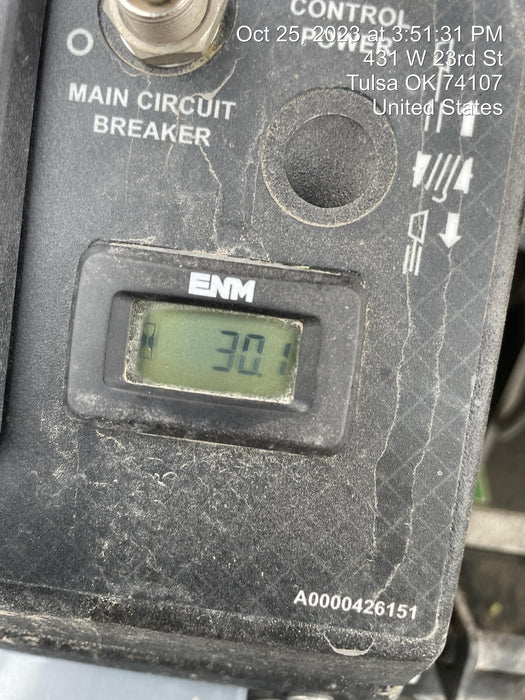 Oct 25, 2023 at 3:51:31 PM
431 W 23rd St
Tulsa OK 74107
United States
CONTROL
POWER
MAIN CIRCUIT
BREAKER
ENM
30.1
A0000426151